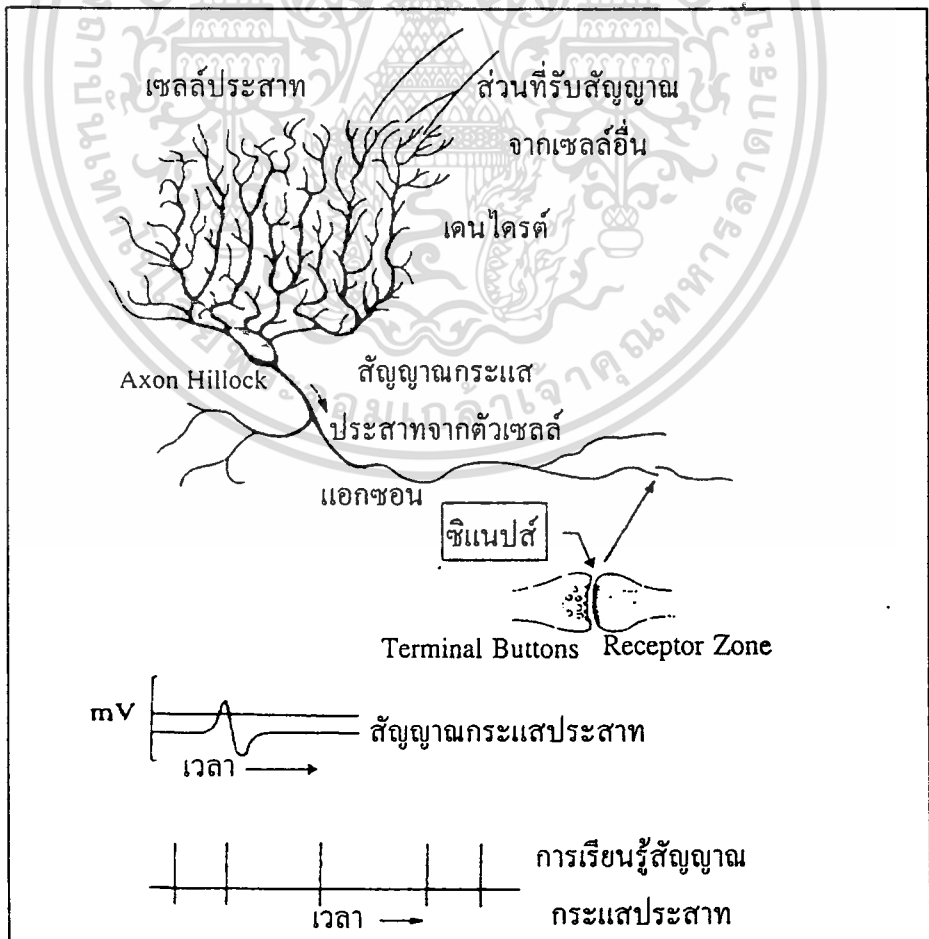 เซลล์ประสาท
ส่วนที่รับสัญญาณ
จากเซลล์อื่น
เดนไดรต์
Axon Hillock
สัญญาณกระแส
ประสาทจากตัวเซลล์
แอกซอน
ซิแนปส์
Terminal Buttons Receptor Zone
mV
สัญญาณกระแสประสาท
เวลา
การเรียนรู้สัญญาณ
กระแสประสาท
เวลา